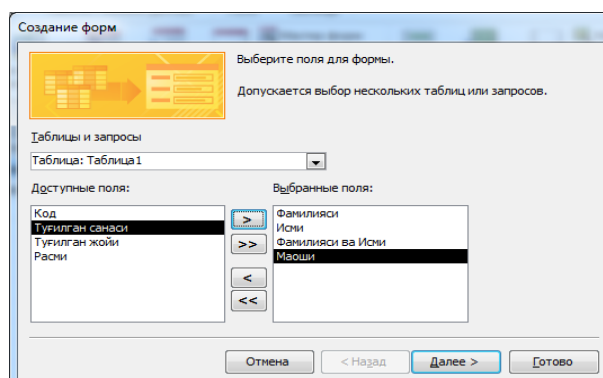 Создание форм
Выберите поля для формы.
Допускается выбор нескольких таблиц или запросов.
Таблицы и запросы
Таблица: Таблица1
Доступные поля:
Выбранные поля:
Код
Туғилган санаси
Туғилган жойи
Расми
>
>>
<
<<
Фамилияси
Исми
Фамилияси ва Исми
Маоши
Отмена
< Назад
Далее >
Готово